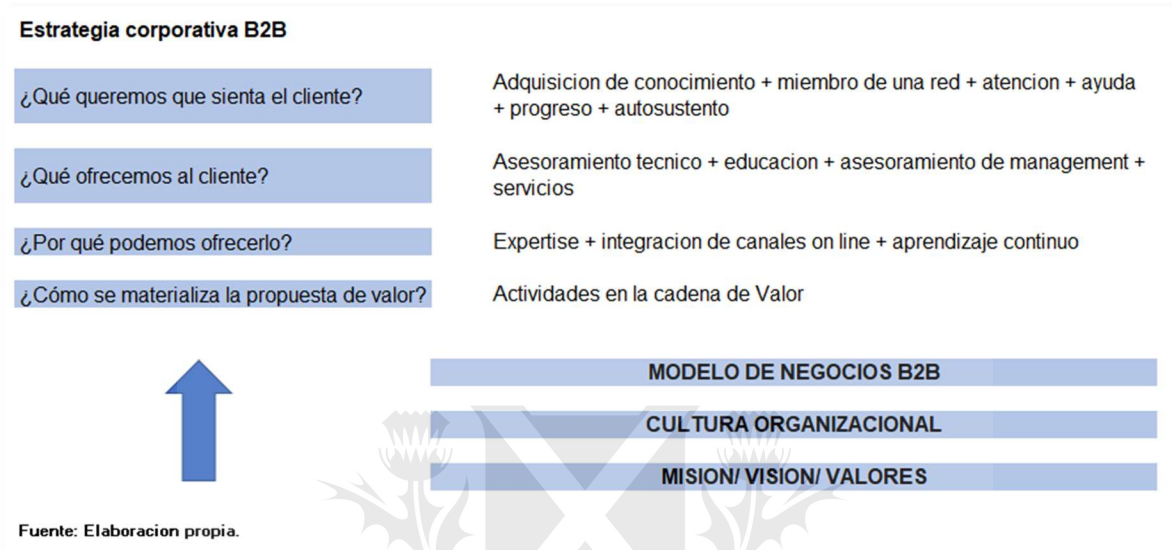 Estrategia corporativa B2B
¿Qué queremos que sienta el cliente?
Adquisicion de conocimiento + miembro de una red + atencion + ayuda
+ progreso + autosustento
¿Qué ofrecemos al cliente?
Asesoramiento tecnico + educacion + asesoramiento de management +
servicios
¿Por qué podemos ofrecerlo?
Expertise + integracion de canales on line + aprendizaje continuo
¿Cómo se materializa la propuesta de valor?
Actividades en la cadena de Valor
MODELO DE NEGOCIOS B2B
CULTURA ORGANIZACIONAL
MISION/ VISION/ VALORES
Fuente: Elaboracion propia.